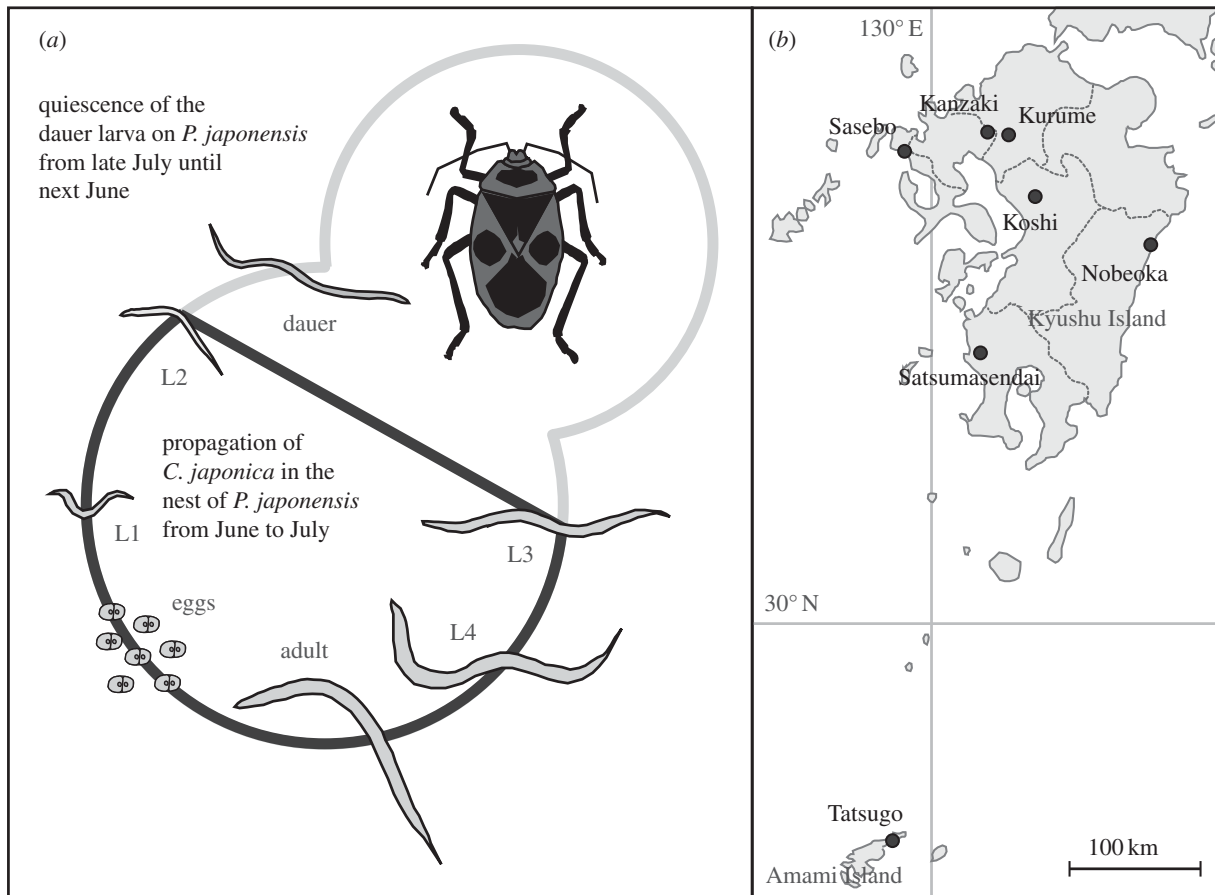 (a)
quiescence of the
dauer larva on P. japonensis
from late July until
next June
dauer
L2
propagation of
C. japonica in the
nest of P. japonensis
from June to July
L1
L3
eggs
L4
adult
(b)
130° E
Kanzaki
Kurume
Sasebo
Koshi
Nobeoka
Kyushu Island
Satsumasendai
30° N
Tatsugo
100 km
Amami Island